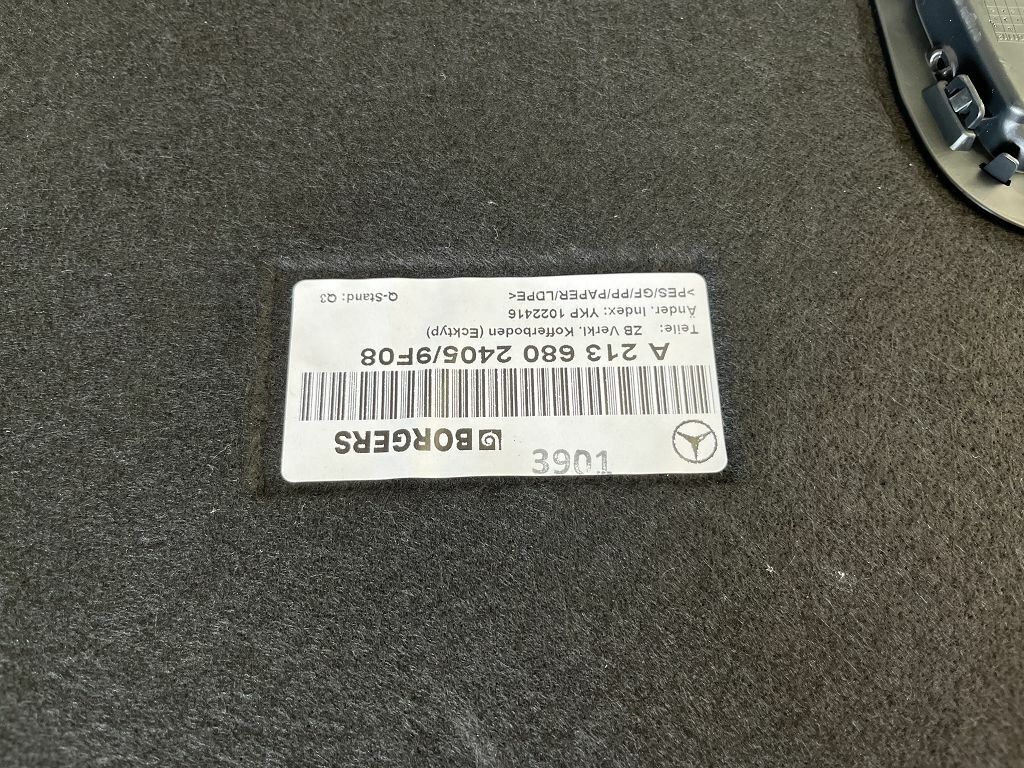 3901
BORGERS
A 213 680 2405/9F08
Teile: ZB Verkl. Kofferboden (Ecktyp)
Änder. Index: YKP 1022416
>PES/GF/PP/PAPER/LDPE< Q-Stand: Q3